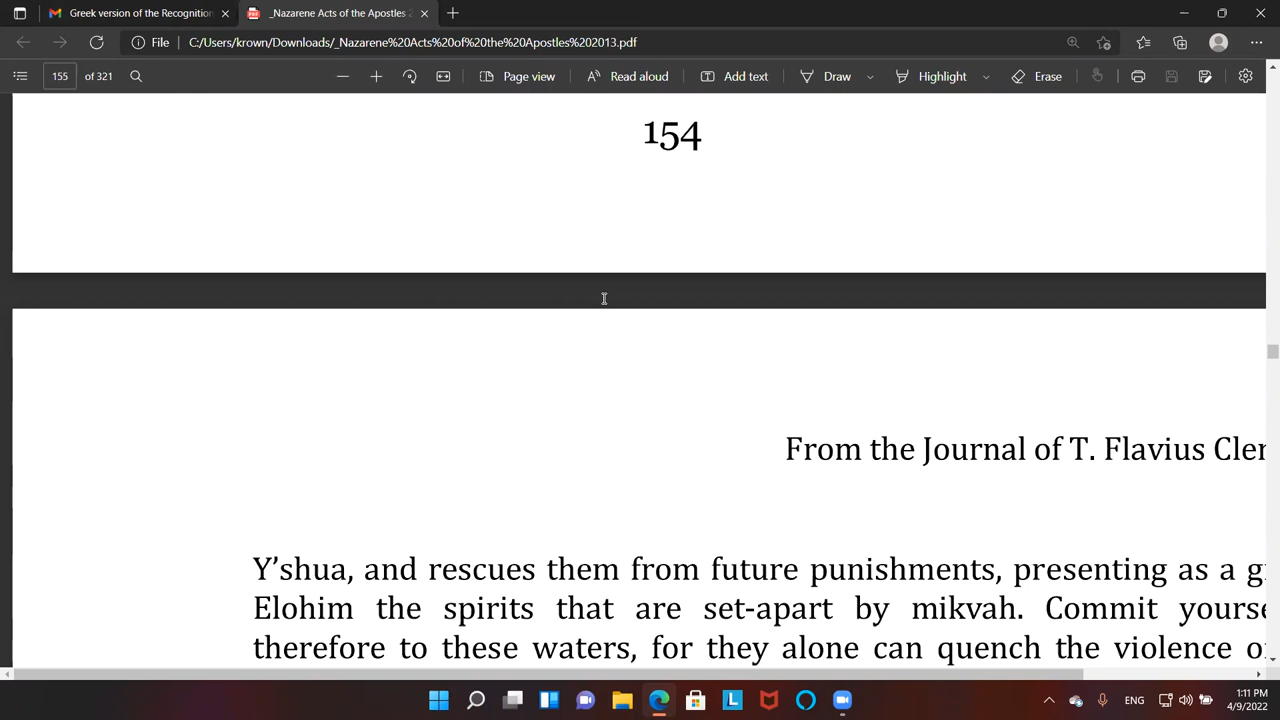 Greek version of the Recognition
_Nazarene Acts of the Apostles 2
File
C:/Users/krown/Downloads/_Nazarene%20Acts%20of%20the%20Apostles%202013.pdf
155 of 321
Page view
Read aloud
Add text
Draw
Highlight
Erase
154
From the Journal of T. Flavius Cle
Y’shua, and rescues them from future punishments, presenting as a g
Elohim the spirits that are set-apart by mikvah. Commit yourse
therefore to these waters, for they alone can quench the violence o
L
ENG
1:11 PM
4/9/2022